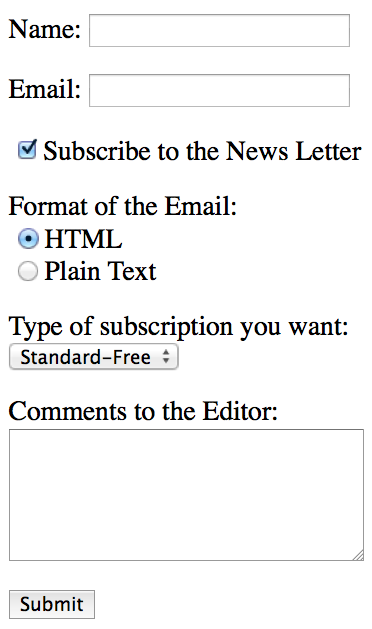 Name:
Email:
Subscribe to the News Letter
Format of the Email:
HTML
Plain Text
Type of subscription you want:
Standard-Free
Comments to the Editor:
Submit